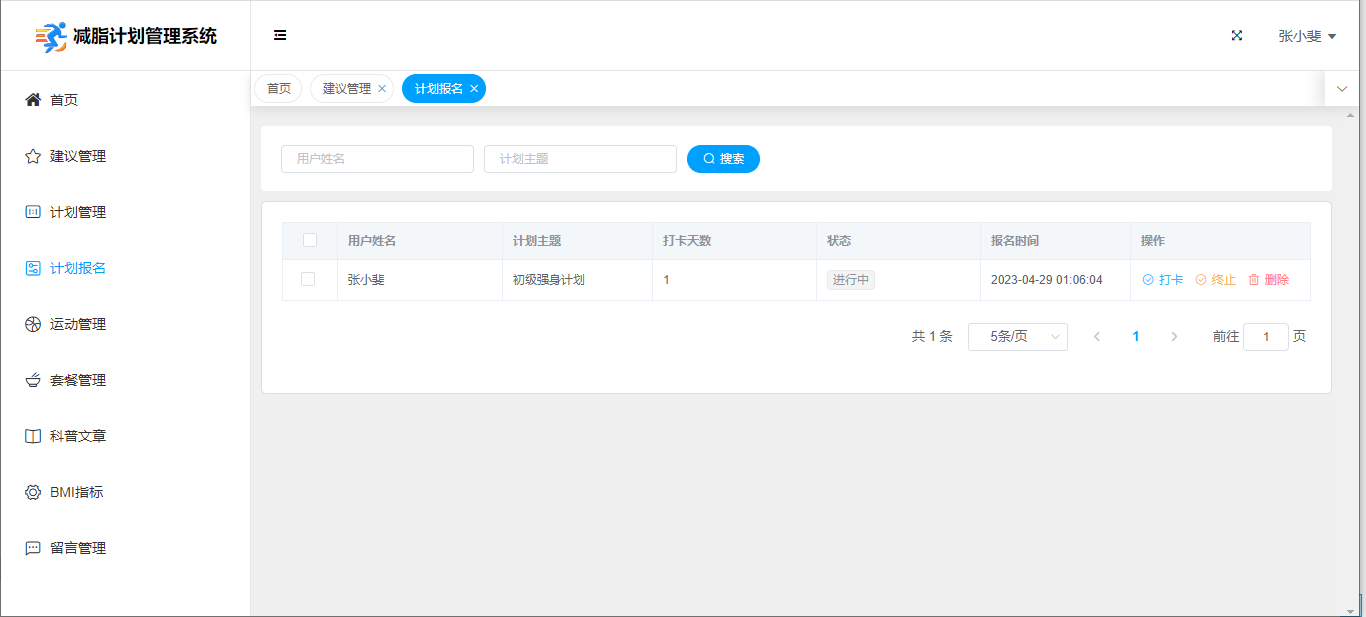 减脂计划管理系统
张小斐
首页
建议管理
计划管理
计划报名
运动管理
套餐管理
科普文章
BMI指标
留言管理
首页 建议管理 计划报名
用户姓名 计划主题 搜索
用户姓名 计划主题 打卡天数 状态 报名时间 操作
张小斐 初级强身计划 1 进行中 2023-04-29 01:06:04 打卡 终止 删除
共 1 条 5条/页 1 前往 1 页